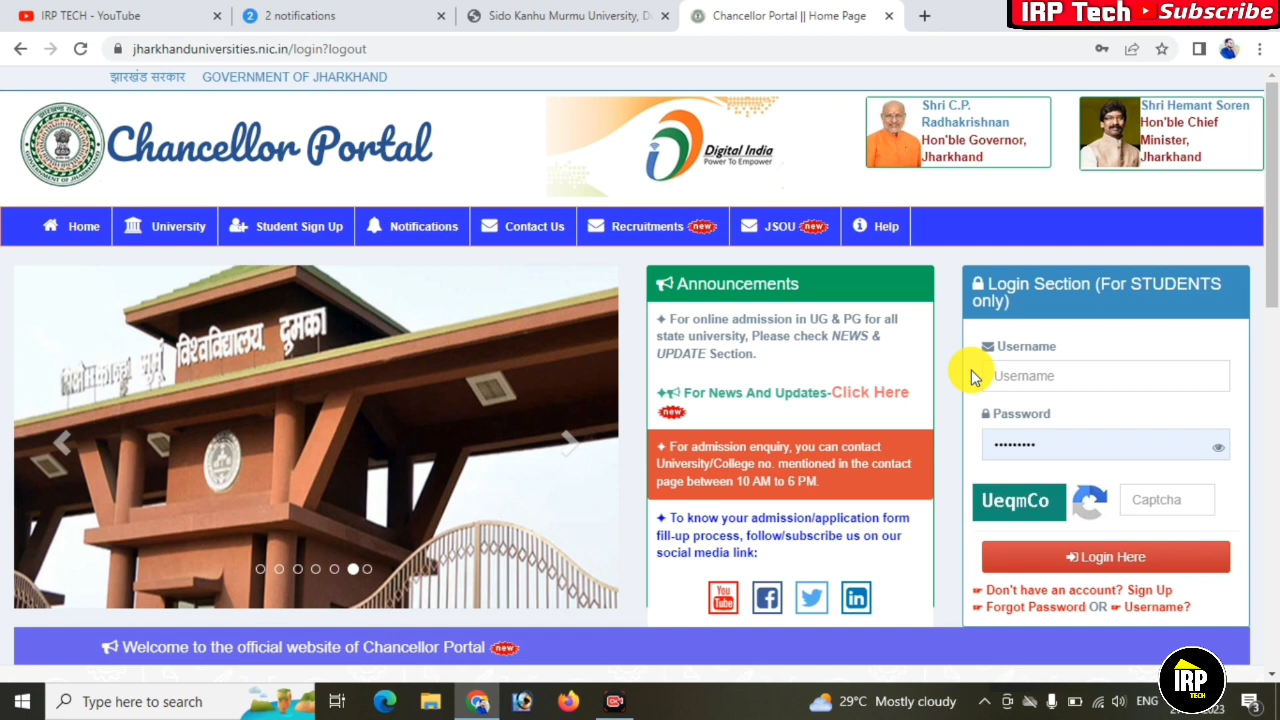 IRP TECH - YouTube
2 2 notifications
Sido Kanhu Murmu University, D
Chancellor Portal || Home Page
IRP Tech Subscribe
jharkhanduniversities.nic.in/login?logout
झारखंड सरकार GOVERNMENT OF JHARKHAND
Chancellor Portal
Digital India
Power To Empower
Shri C.P.
Radhakrishnan
Hon'ble Governor,
Jharkhand
Shri Hemant Soren
Hon'ble Chief
Minister,
Jharkhand
Home University Student Sign Up Notifications Contact Us Recruitments new JSOU new Help
विश्वविद्यालय, दुमका
Announcements
For online admission in UG & PG for all
state university, Please check NEWS &
UPDATE Section.
For News And Updates-Click Here
new
For admission enquiry, you can contact
University/College no. mentioned in the contact
page between 10 AM to 6 PM.
To know your admission/application form
fill-up process, follow/subscribe us on our
social media link:
You
Tube
in
Login Section (For STUDENTS
only)
Username
Username
Password
•••••••••
UeqmCo Captcha
Login Here
Don't have an account? Sign Up
Forgot Password OR Username?
Welcome to the official website of Chancellor Portal new
IRP
TECH
Type here to search
29°C Mostly cloudy ENG
3